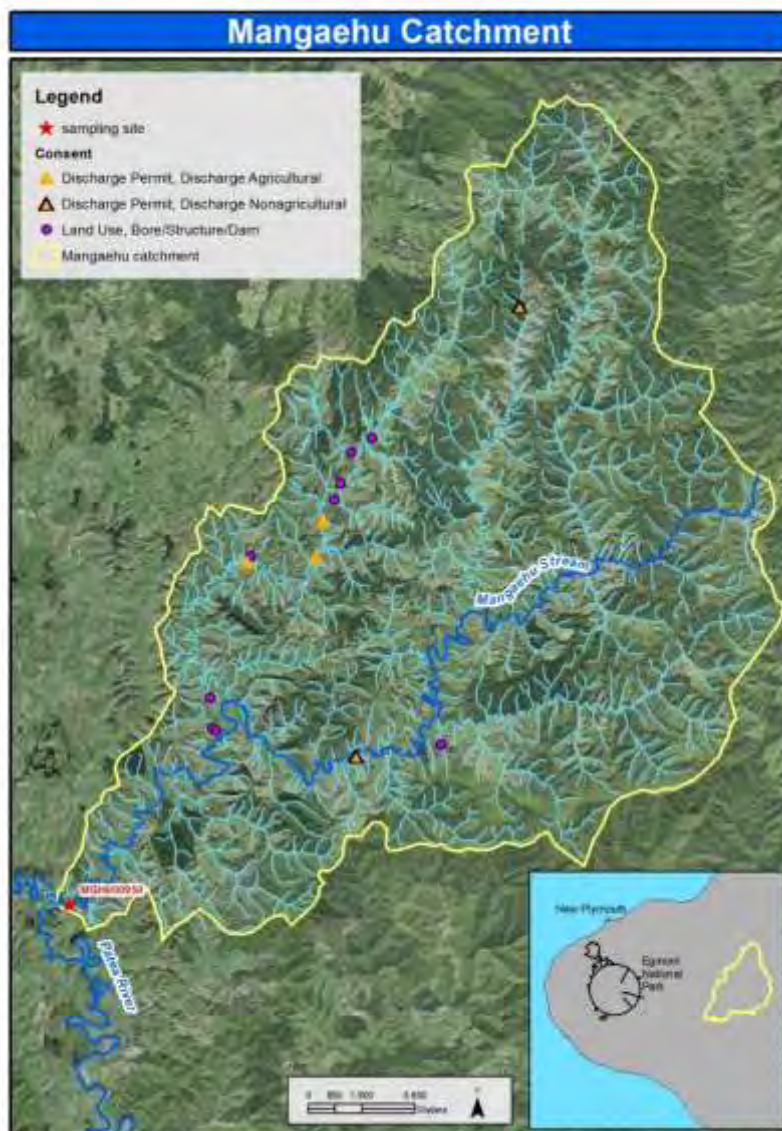 Mangaehu Catchment
Legend
sampling site
Consent
Discharge Permit, Discharge Agricultural
Discharge Permit, Discharge Nonagricultural
Land Use, Bore/Structure/Dam
Mangaehu catchment
Mangaehu Stream
Patea River
New Plymouth
Egmont
National
Park
0